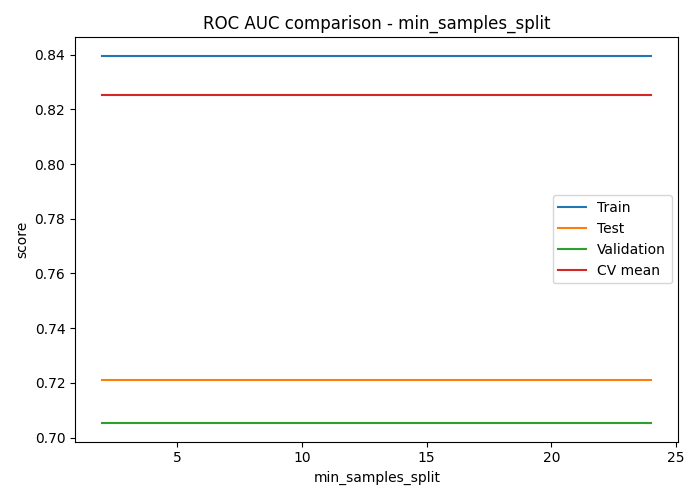 ROC AUC comparison - min_samples_split
score
0.84
0.82
0.80
0.78
0.76
0.74
0.72
0.70
Train
Test
Validation
CV mean
5
10
15
20
25
min_samples_split